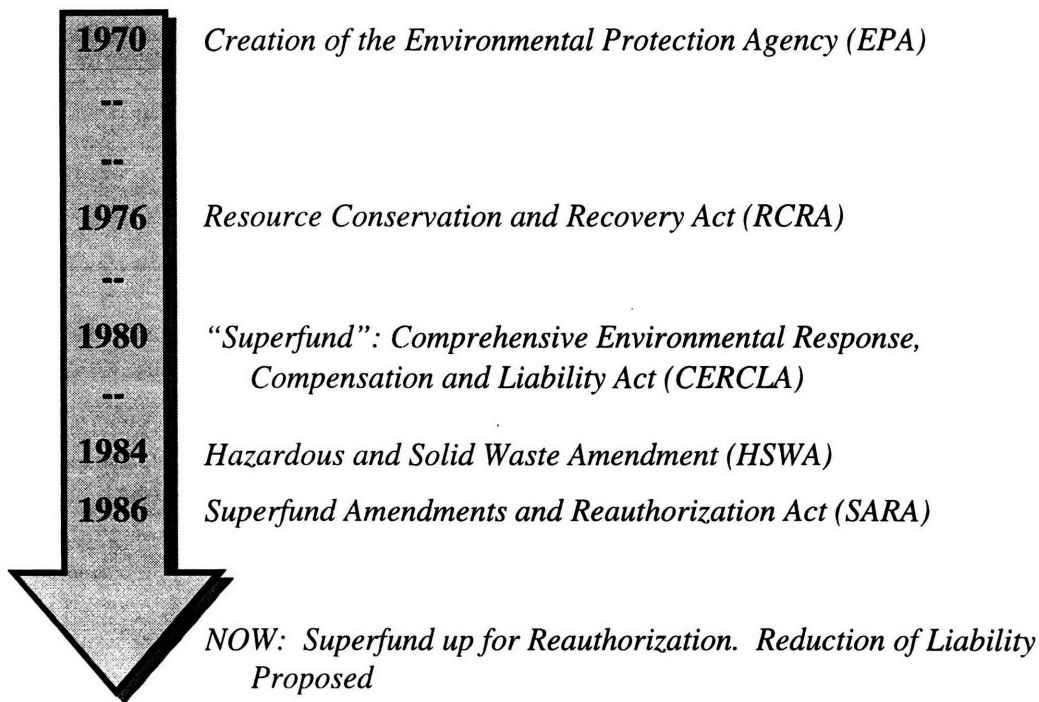 1970 Creation of the Environmental Protection Agency (EPA)
--
--
1976 Resource Conservation and Recovery Act (RCRA)
--
1980 "Superfund": Comprehensive Environmental Response,
Compensation and Liability Act (CERCLA)
--
1984 Hazardous and Solid Waste Amendment (HSWA)
1986 Superfund Amendments and Reauthorization Act (SARA)
NOW: Superfund up for Reauthorization. Reduction of Liability
Proposed